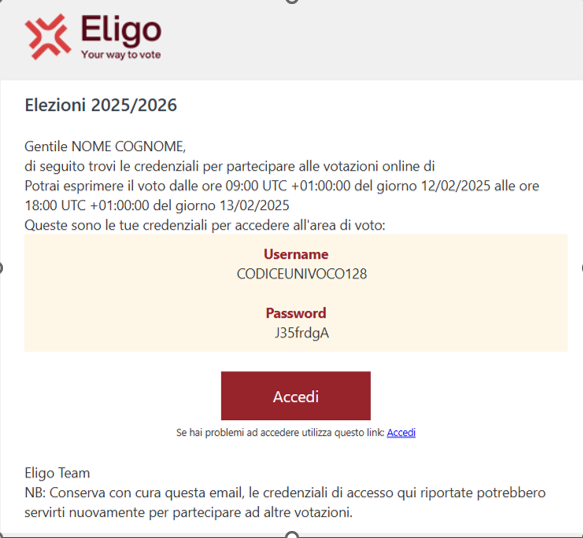 Eligo
Your way to vote
Elezioni 2025/2026
Gentile NOME COGNOME,
di seguito trovi le credenziali per partecipare alle votazioni online di
Potrai esprimere il voto dalle ore 09:00 UTC +01:00:00 del giorno 12/02/2025 alle ore
18:00 UTC +01:00:00 del giorno 13/02/2025
Queste sono le tue credenziali per accedere all'area di voto:
Username
CODICEUNIVOCO128
Password
J35frdgA
Accedi
Se hai problemi ad accedere utilizza questo link: Accedi
Eligo Team
NB: Conserva con cura questa email, le credenziali di accesso qui riportate potrebbero
servirti nuovamente per partecipare ad altre votazioni.